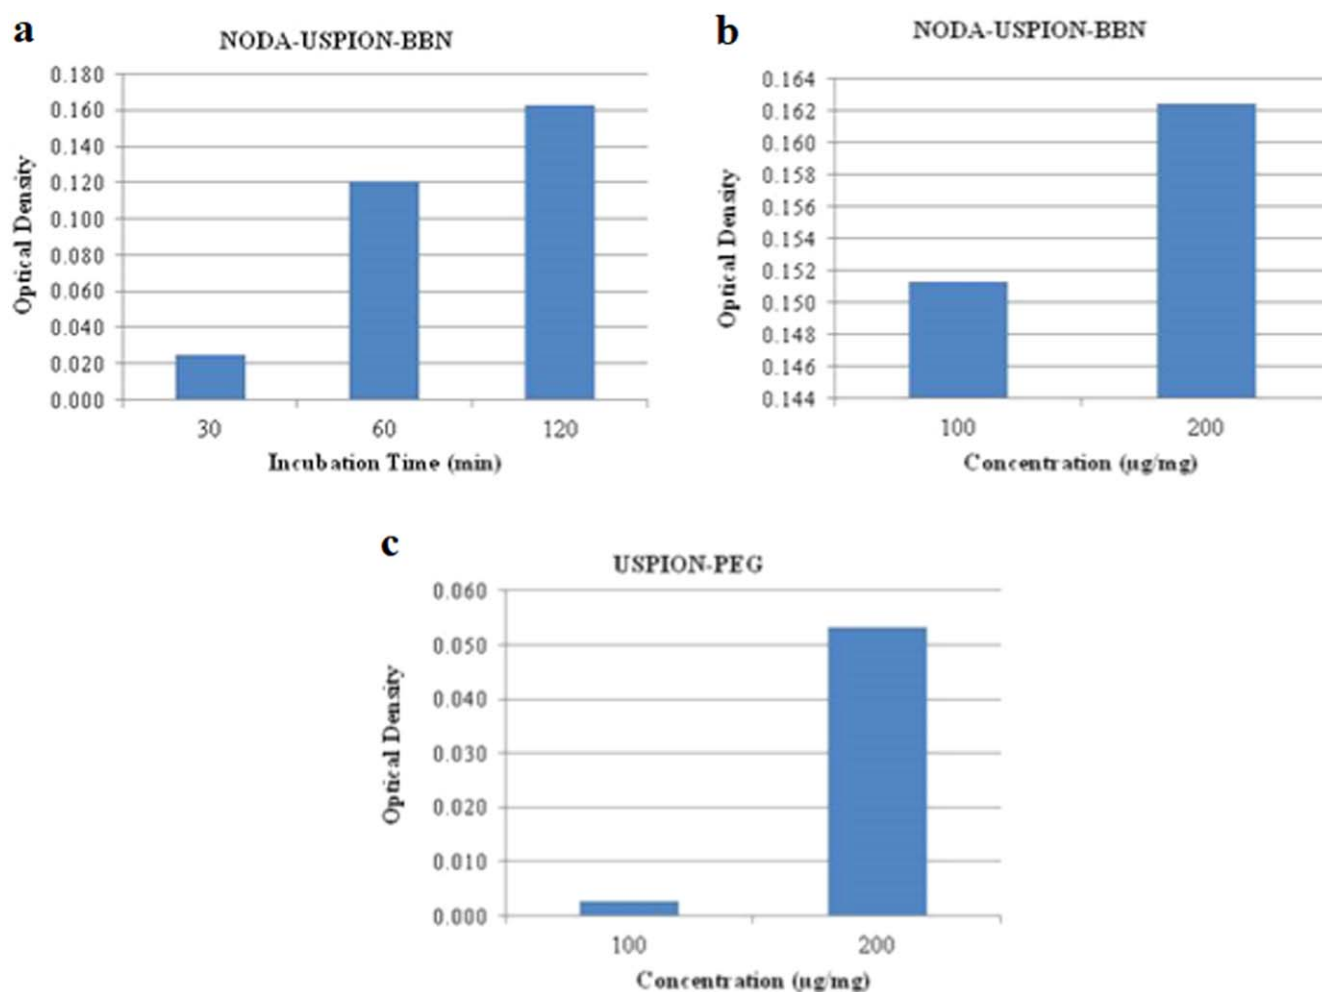 a
NODA-USPION-BBN
0.180
0.160
0.140
0.120
0.100
0.080
0.060
0.040
0.020
0.000
Optical Density
30 60 120
Incubation Time (min)
b
NODA-USPION-BBN
0.164
0.162
0.160
0.158
0.156
0.154
0.152
0.150
0.148
0.146
0.144
Optical Density
100 200
Concentration (µg/mg)
c
USPION-PEG
0.060
0.050
0.040
0.030
0.020
0.010
0.000
Optical Density
100 200
Concentration (µg/mg)